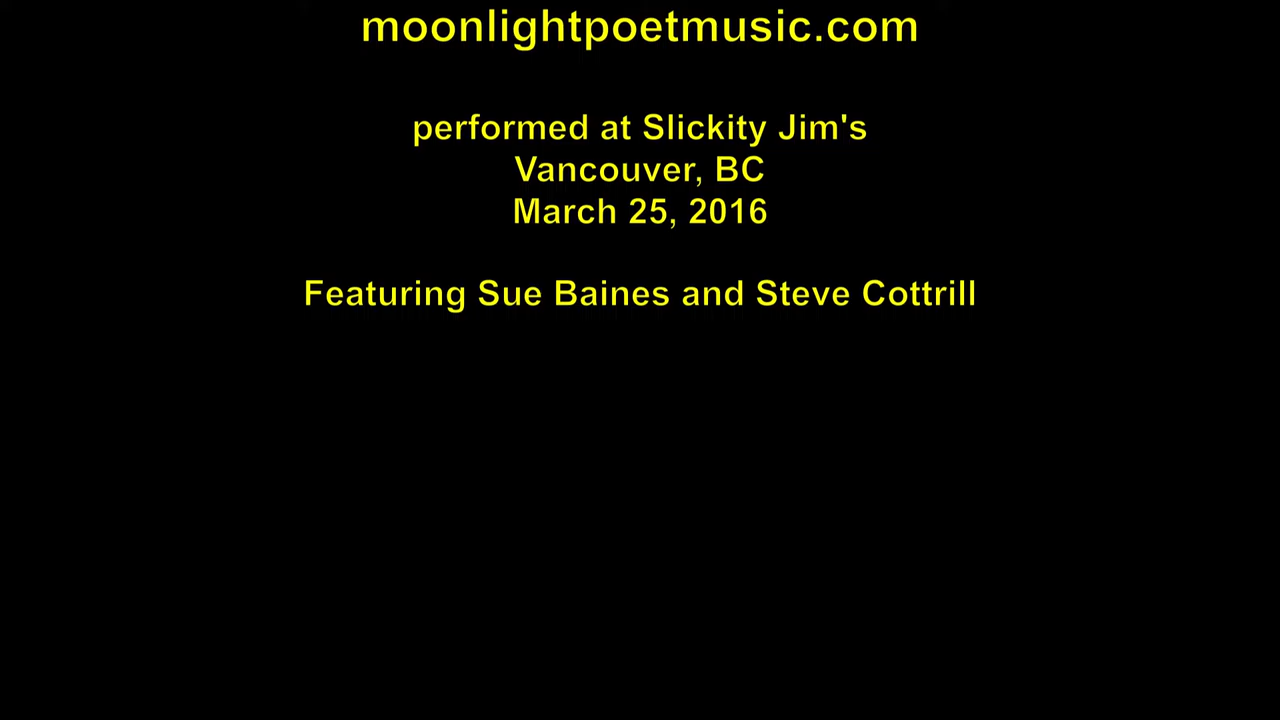 moonlightpoetmusic.com
performed at Slickity Jim's
Vancouver, BC
March 25, 2016
Featuring Sue Baines and Steve Cottrill